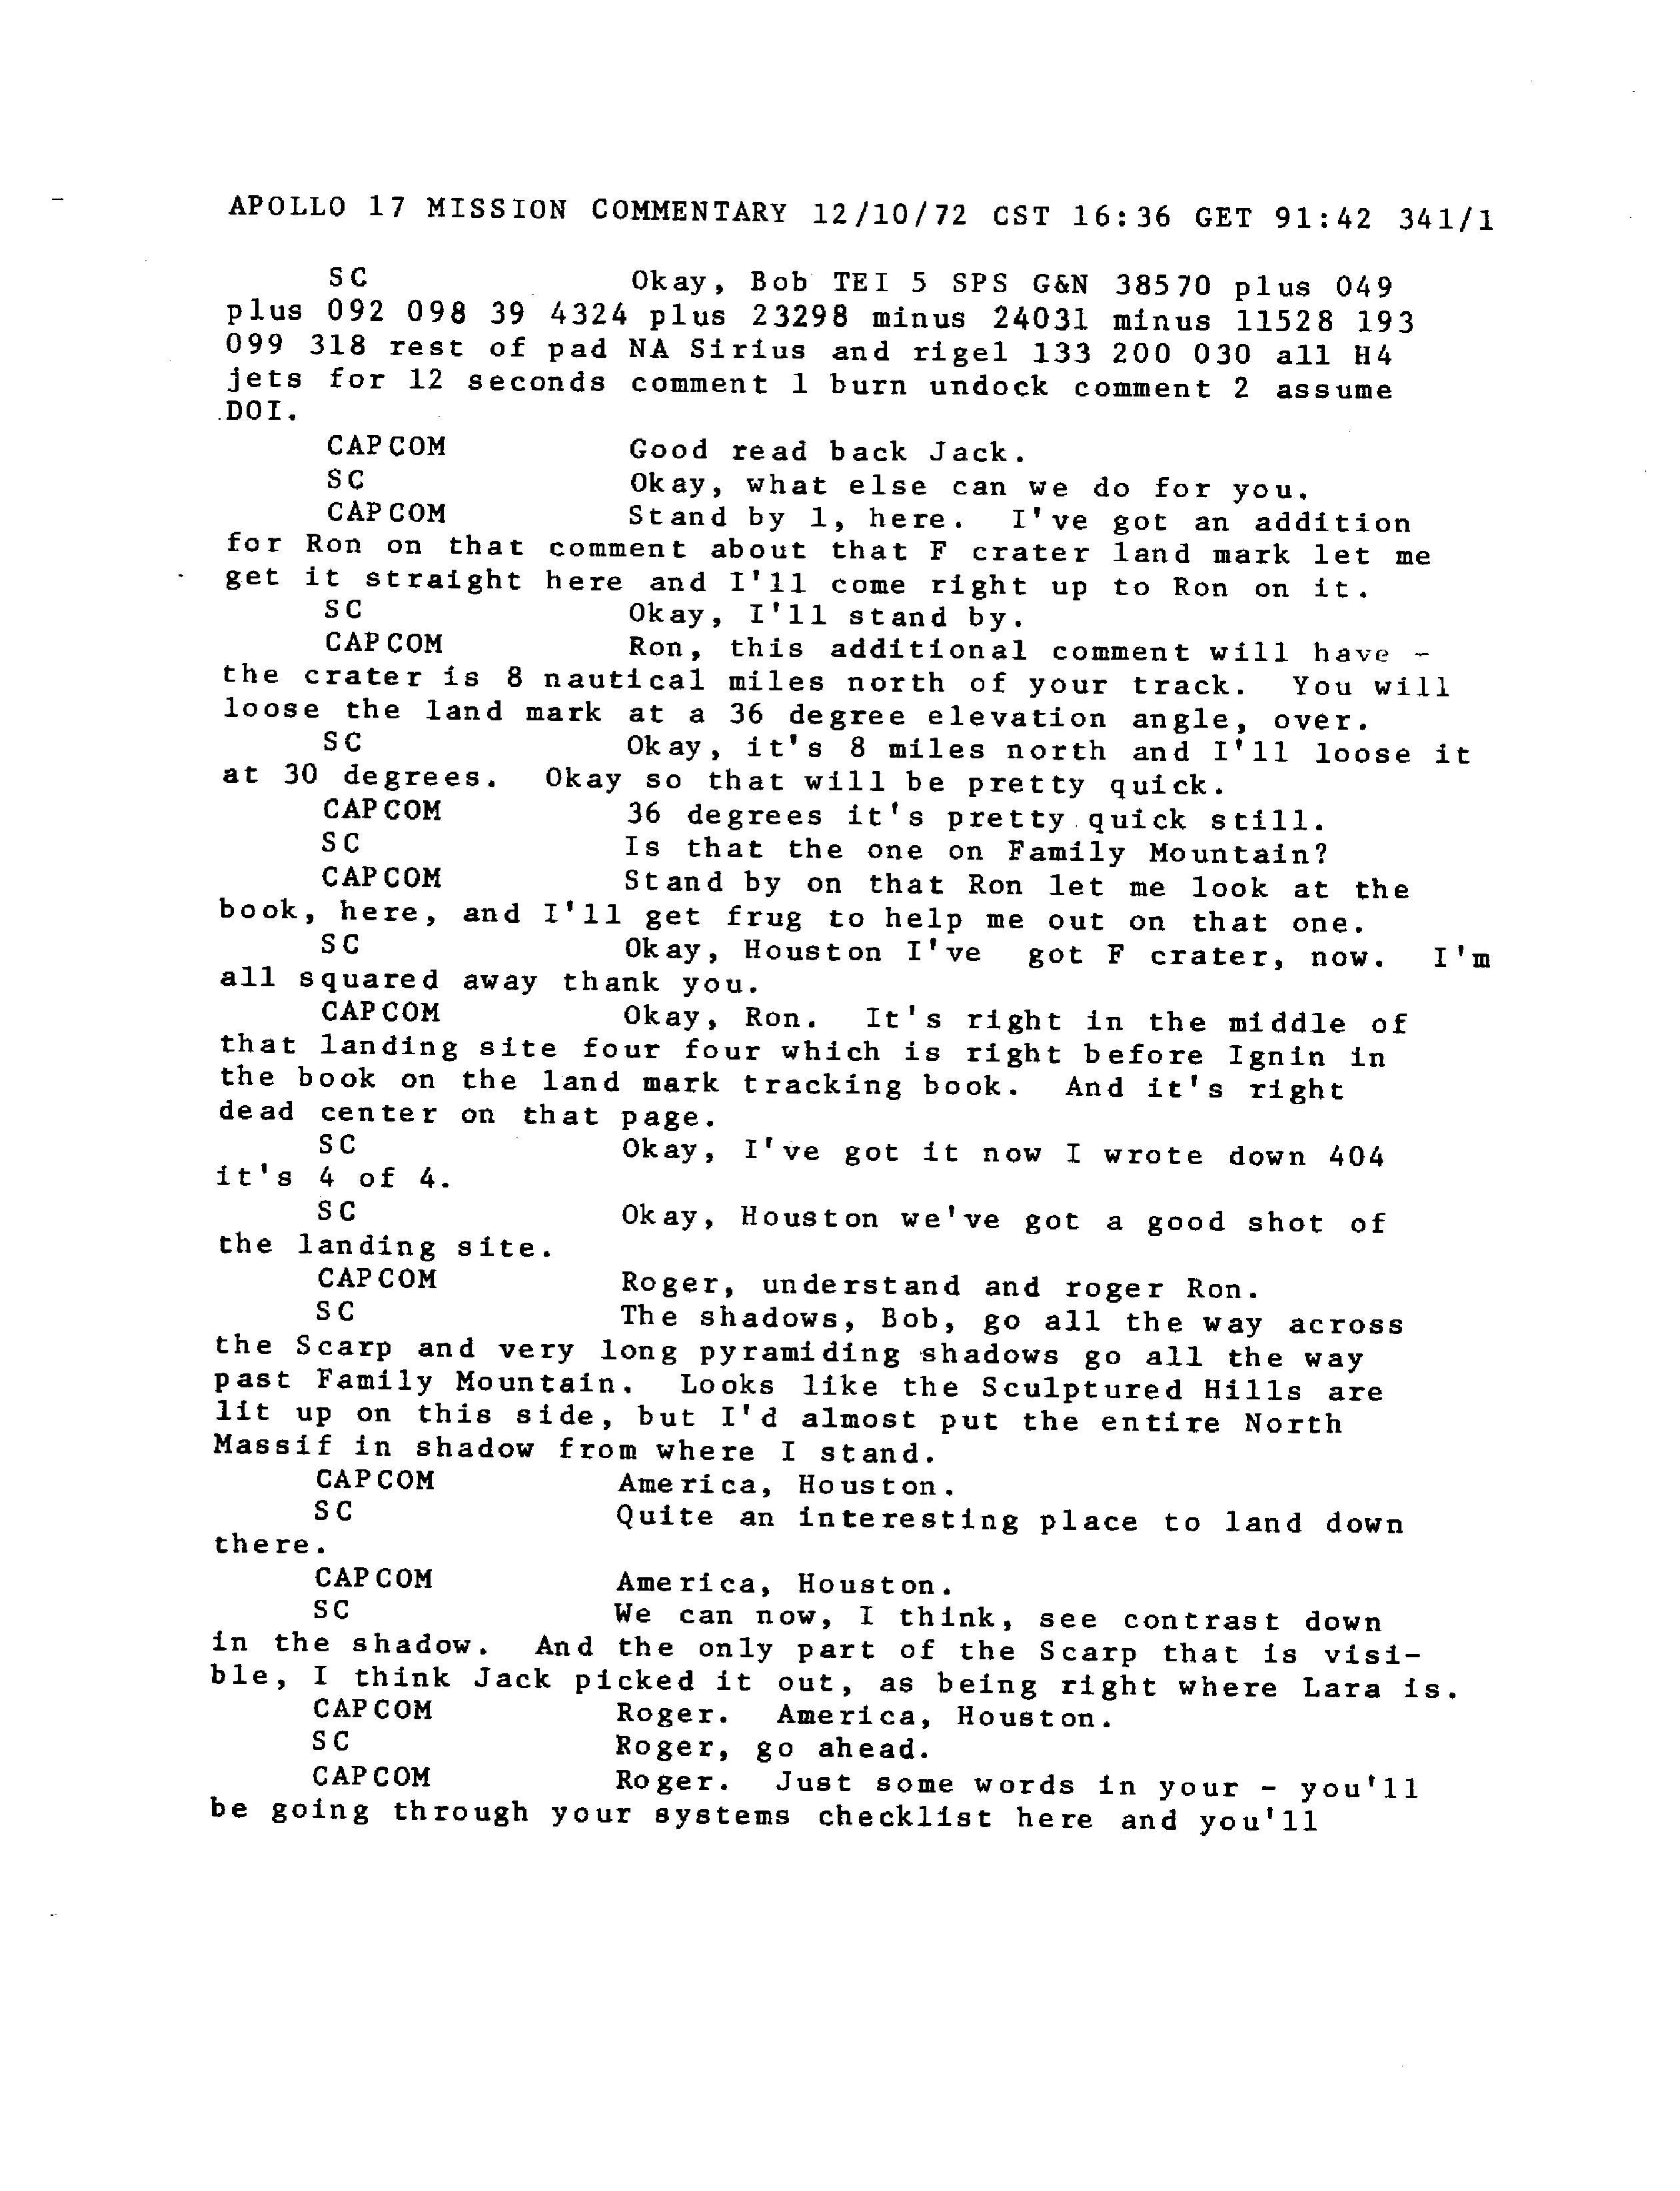 APOLLO 17 MISSION COMMENTARY 12/10/72 CST 16:36 GET 91:42 341/1
SC Okay, Bob TEI 5 SPS G&N 38570 plus 049
plus 092 098 39 4324 plus 23298 minus 24031 minus 11528 193
099 318 rest of pad NA Sirius and rigel 133 200 030 all H4
jets for 12 seconds comment 1 burn undock comment 2 assume
DOI.
CAPCOM Good read back Jack.
SC Okay, what else can we do for you.
CAPCOM Stand by 1, here. I've got an addition
for Ron on that comment about that F crater land mark let me
get it straight here and I'll come right up to Ron on it.
SC Okay, I'll stand by.
CAPCOM Ron, this additional comment will have -
the crater is 8 nautical miles north of your track. You will
loose the land mark at a 36 degree elevation angle, over.
SC Okay, it's 8 miles north and I'll loose it
at 30 degrees. Okay so that will be pretty quick.
CAPCOM 36 degrees it's pretty quick still.
SC Is that the one on Family Mountain?
CAPCOM Stand by on that Ron let me look at the
book, here, and I'll get frug to help me out on that one.
SC Okay, Houston I've got F crater, now. I'm
all squared away thank you.
CAPCOM Okay, Ron. It's right in the middle of
that landing site four four which is right before Ignin in
the book on the land mark tracking book. And it's right
dead center on that page.
SC Okay, I've got it now I wrote down 404
it's 4 of 4.
SC Okay, Houston we've got a good shot of
the landing site.
CAPCOM Roger, understand and roger Ron.
SC The shadows, Bob, go all the way across
the Scarp and very long pyramiding shadows go all the way
past Family Mountain. Looks like the Sculptured Hills are
lit up on this side, but I'd almost put the entire North
Massif in shadow from where I stand.
CAPCOM America, Houston.
SC Quite an interesting place to land down
there.
CAPCOM America, Houston.
SC We can now, I think, see contrast down
in the shadow. And the only part of the Scarp that is visi-
ble, I think Jack picked it out, as being right where Lara is.
CAPCOM Roger. America, Houston.
SC Roger, go ahead.
CAPCOM Roger. Just some words in your - you'll
be going through your systems checklist here and you'll